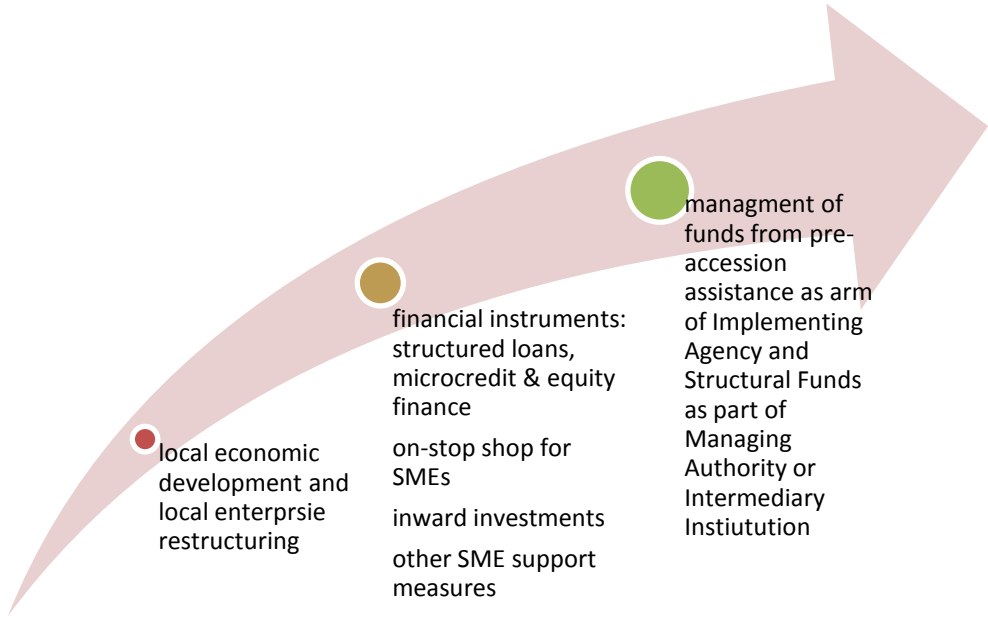 local economic
development and
local enterprsie
restructuring
financial instruments:
structured loans,
microcredit & equity
finance
on-stop shop for
SMEs
inward investments
other SME support
measures
managment of
funds from pre-
accession
assistance as arm
of Implementing
Agency and
Structural Funds
as part of
Managing
Authority or
Intermediary
Instiutution